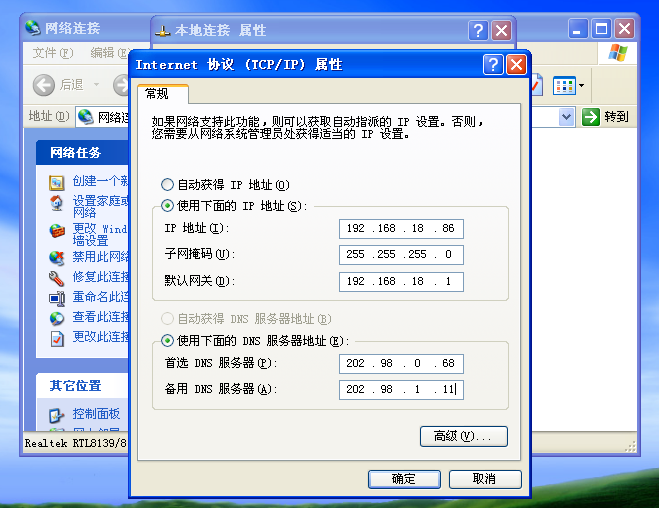 网络连接
本地连接 属性
文件(F)
编辑(E)
后退
地址(D)
网络连
转到
网络任务
创建一个新
设置家庭或
网络
更改 Wind
墙设置
禁用此网络
修复此连接
重命名此连
查看此连接
更改此连接
其它位置
控制面板
Realtek RTL8139/8
Internet 协议 (TCP/IP) 属性
常规
如果网络支持此功能，则可以获取自动指派的 IP 设置。否则，
您需要从网络系统管理员处获得适当的 IP 设置。
自动获得 IP 地址(O)
使用下面的 IP 地址(S):
IP 地址(I):
192 .168 . 18 . 86
子网掩码(U):
255 .255 .255 . 0
默认网关(D):
192 .168 . 18 . 1
自动获得 DNS 服务器地址(B)
使用下面的 DNS 服务器地址(E):
首选 DNS 服务器(P):
202 . 98 . 0 . 68
备用 DNS 服务器(A):
202 . 98 . 1 . 11
高级(V)...
确定
取消